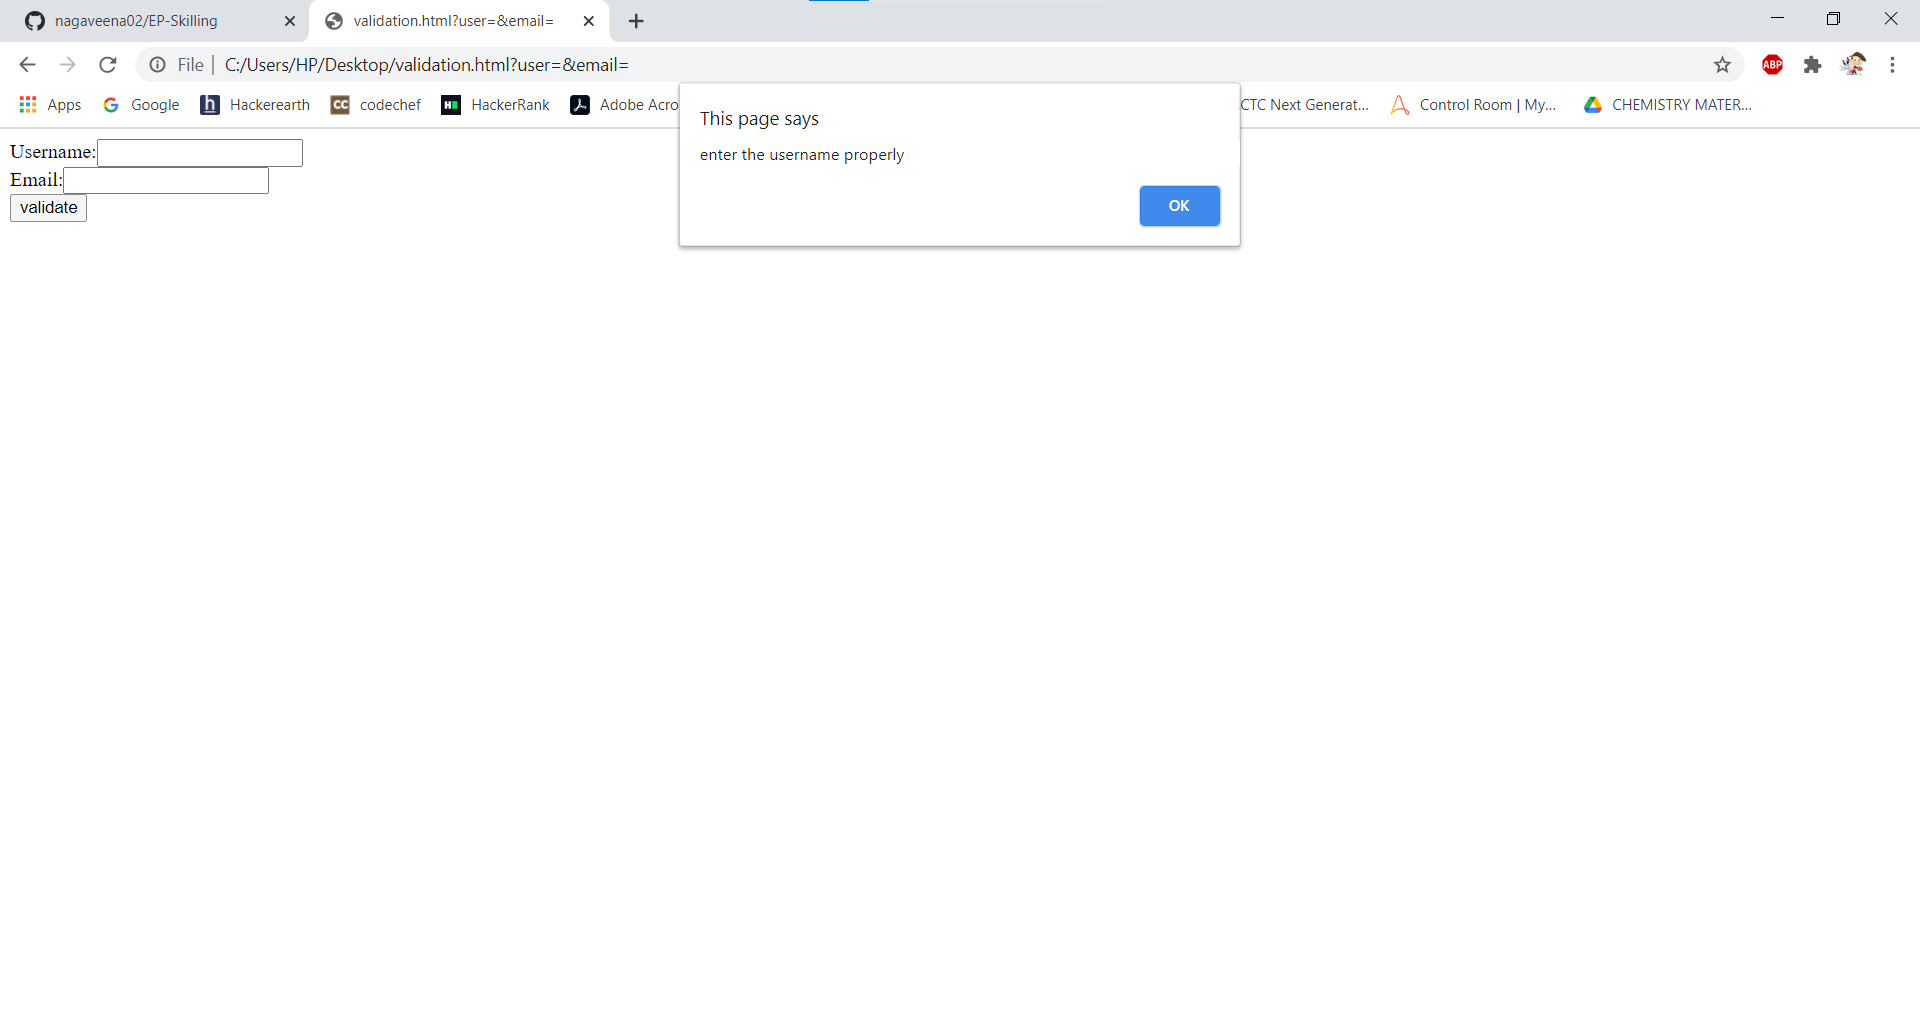 nagaveena02/EP-Skilling
validation.html?user=&email=
File | C:/Users/HP/Desktop/validation.html?user=&email=
ABP
Apps
Google
h Hackerearth
CC codechef
H HackerRank
Adobe Acro
CTC Next Generat...
Control Room | My...
CHEMISTRY MATER...
This page says
enter the username properly
OK
Username:
Email:
validate